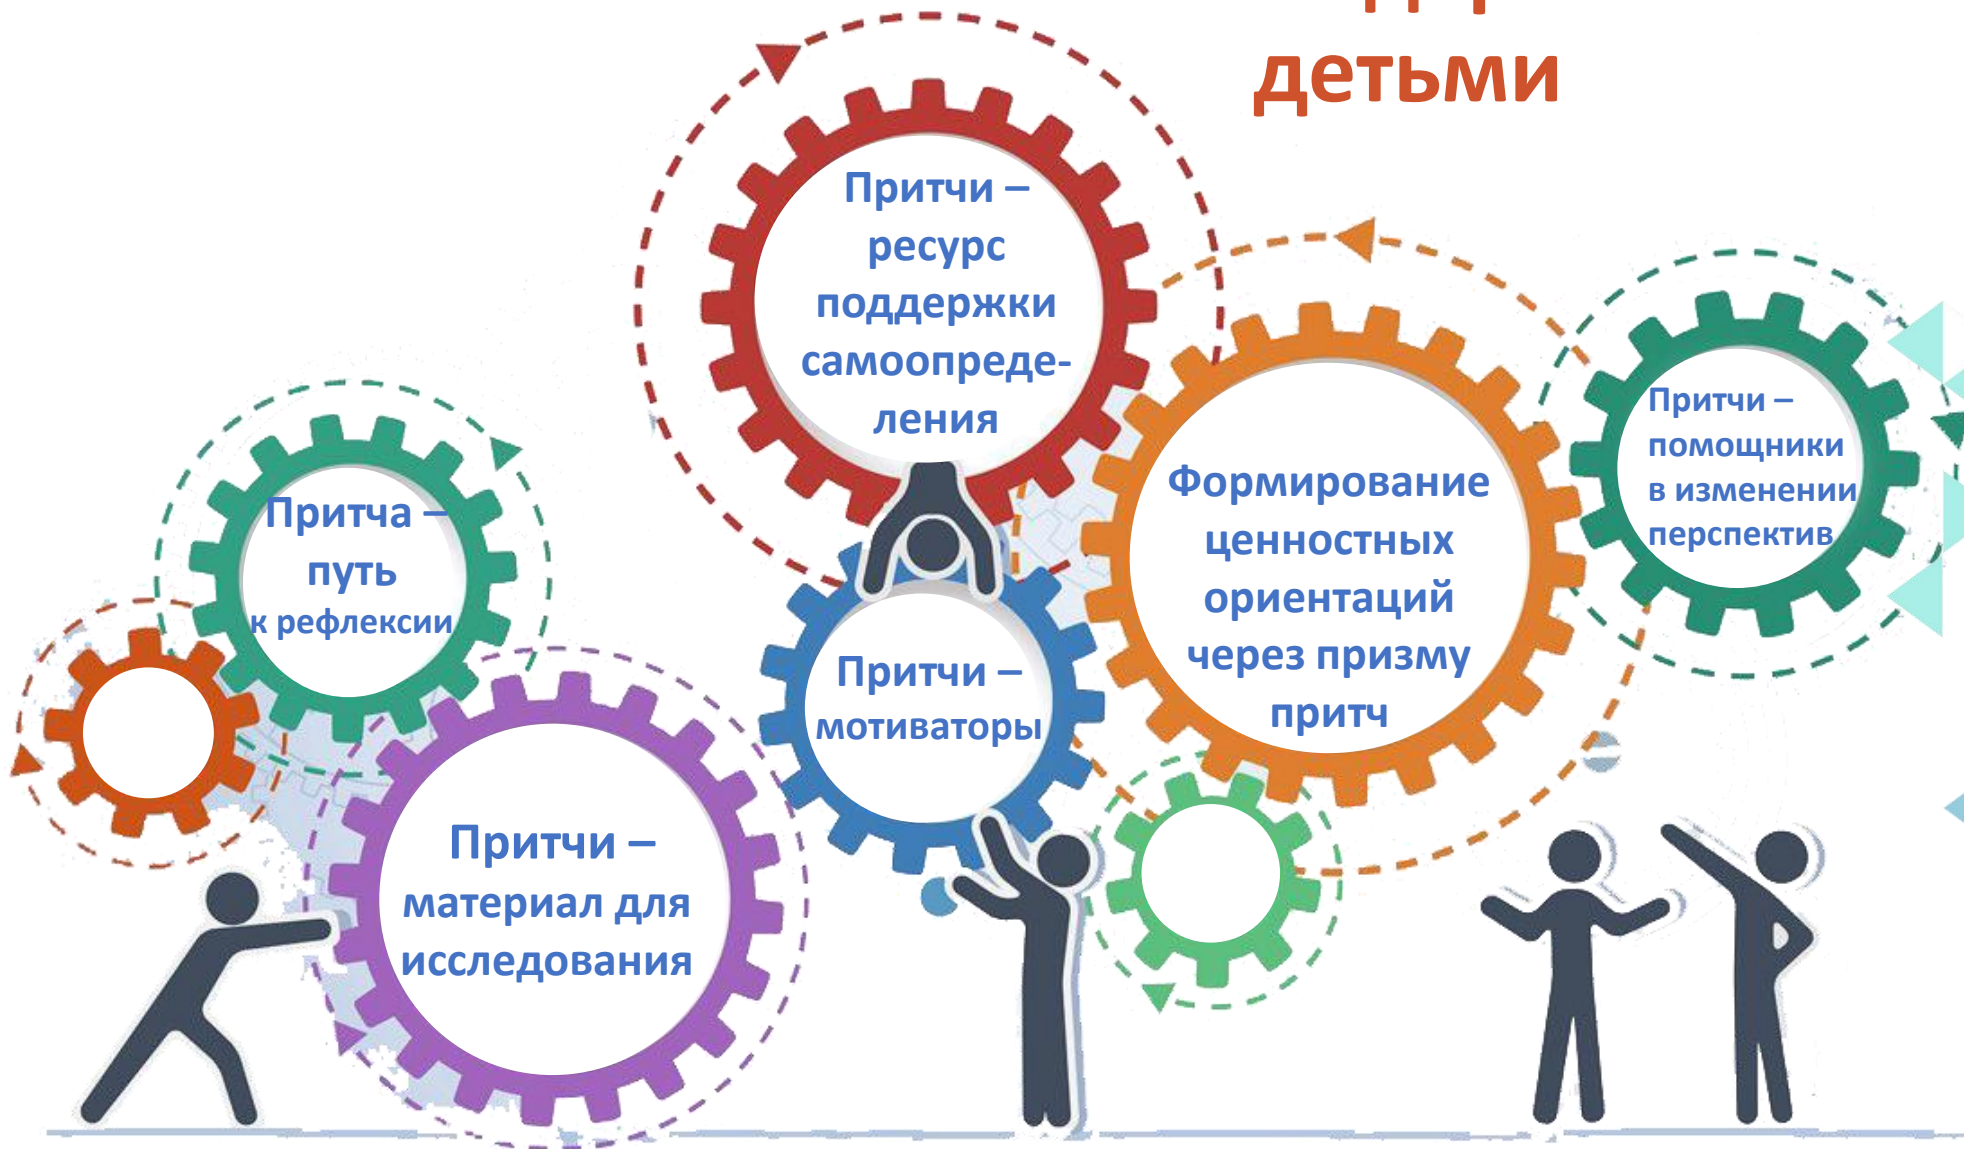 детьми
Притчи –
ресурс
поддержки
самоопреде-
ления
Притчи –
помощники
в изменении
перспектив
Формирование
ценностных
ориентаций
через призму
притч
Притча –
путь
к рефлексии
Притчи –
мотиваторы
Притчи –
материал для
исследования